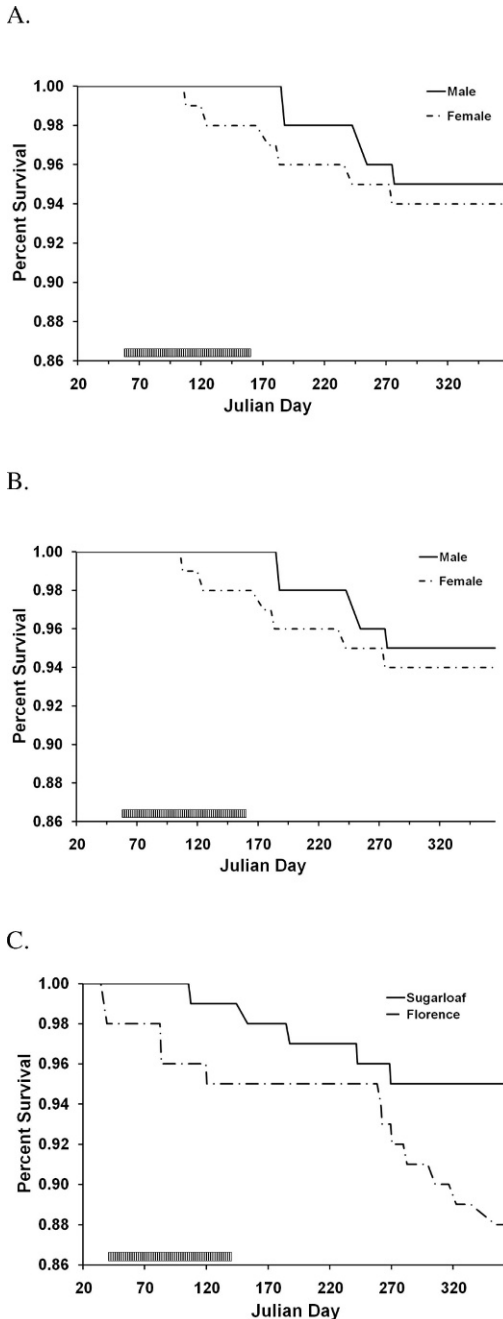 A.
1.00
Male
0.98
Female
0.96
0.94
0.92
0.90
0.88
0.86
Percent Survival
20 70 120 170 220 270 320
Julian Day
B.
1.00
Male
0.98
Female
0.96
0.94
0.92
0.90
0.88
0.86
Percent Survival
20 70 120 170 220 270 320
Julian Day
C.
1.00
Sugarloaf
Florence
0.98
0.96
0.94
0.92
0.90
0.88
0.86
Percent Survival
20 70 120 170 220 270 320
Julian Day